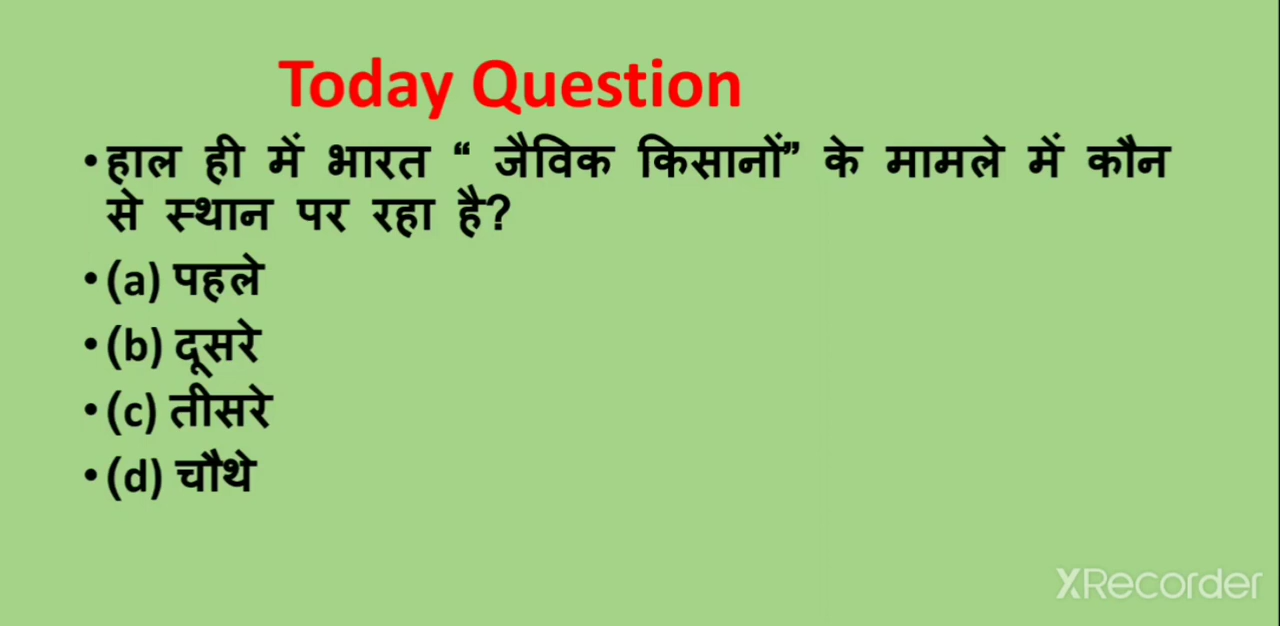 Today Question
•हाल ही में भारत “ जैविक किसानों” के मामले में कौन
से स्थान पर रहा है?
•(a) पहले
•(b) दूसरे
•(c) तीसरे
•(d) चौथे
XRecorder